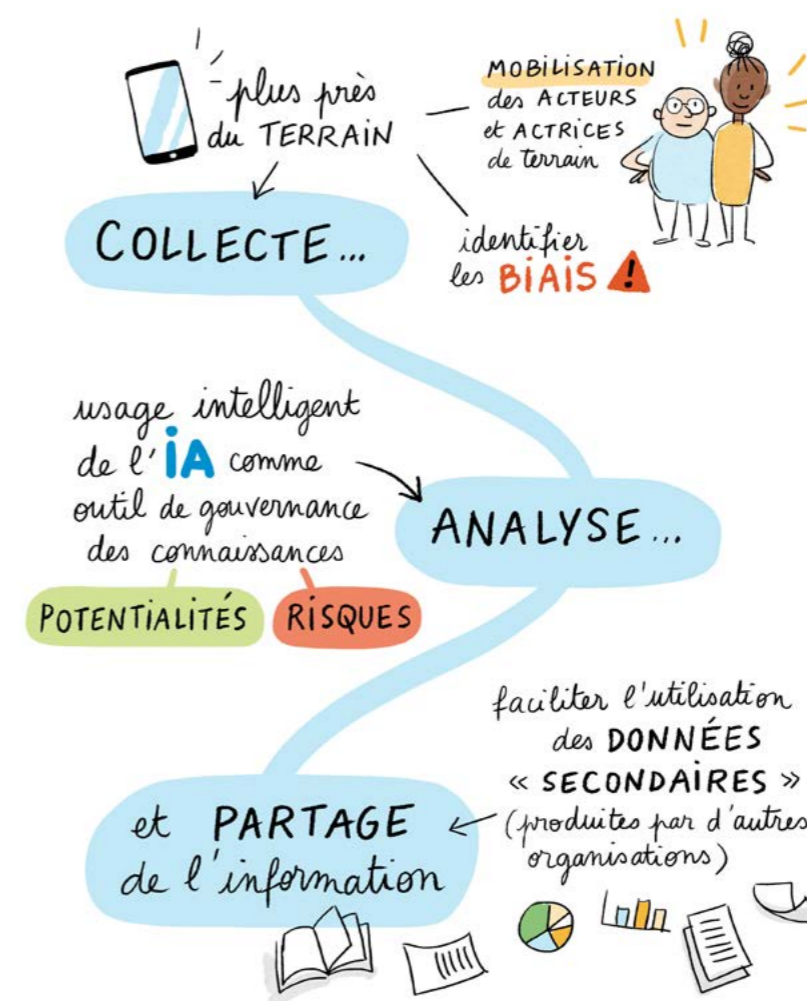 plus près
du TERRAIN
MOBILISATION
des ACTEURS
et ACTRICES
de terrain
COLLECTE...
identifier
les BIAIS !
usage intelligent
de l'IA comme
outil de gouvernance
des connaissances
POTENTIALITÉS
RISQUES
ANALYSE...
faciliter l'utilisation
des DONNÉES
« SECONDAIRES »
(produites par d'autres
organisations)
et PARTAGE
de l'information